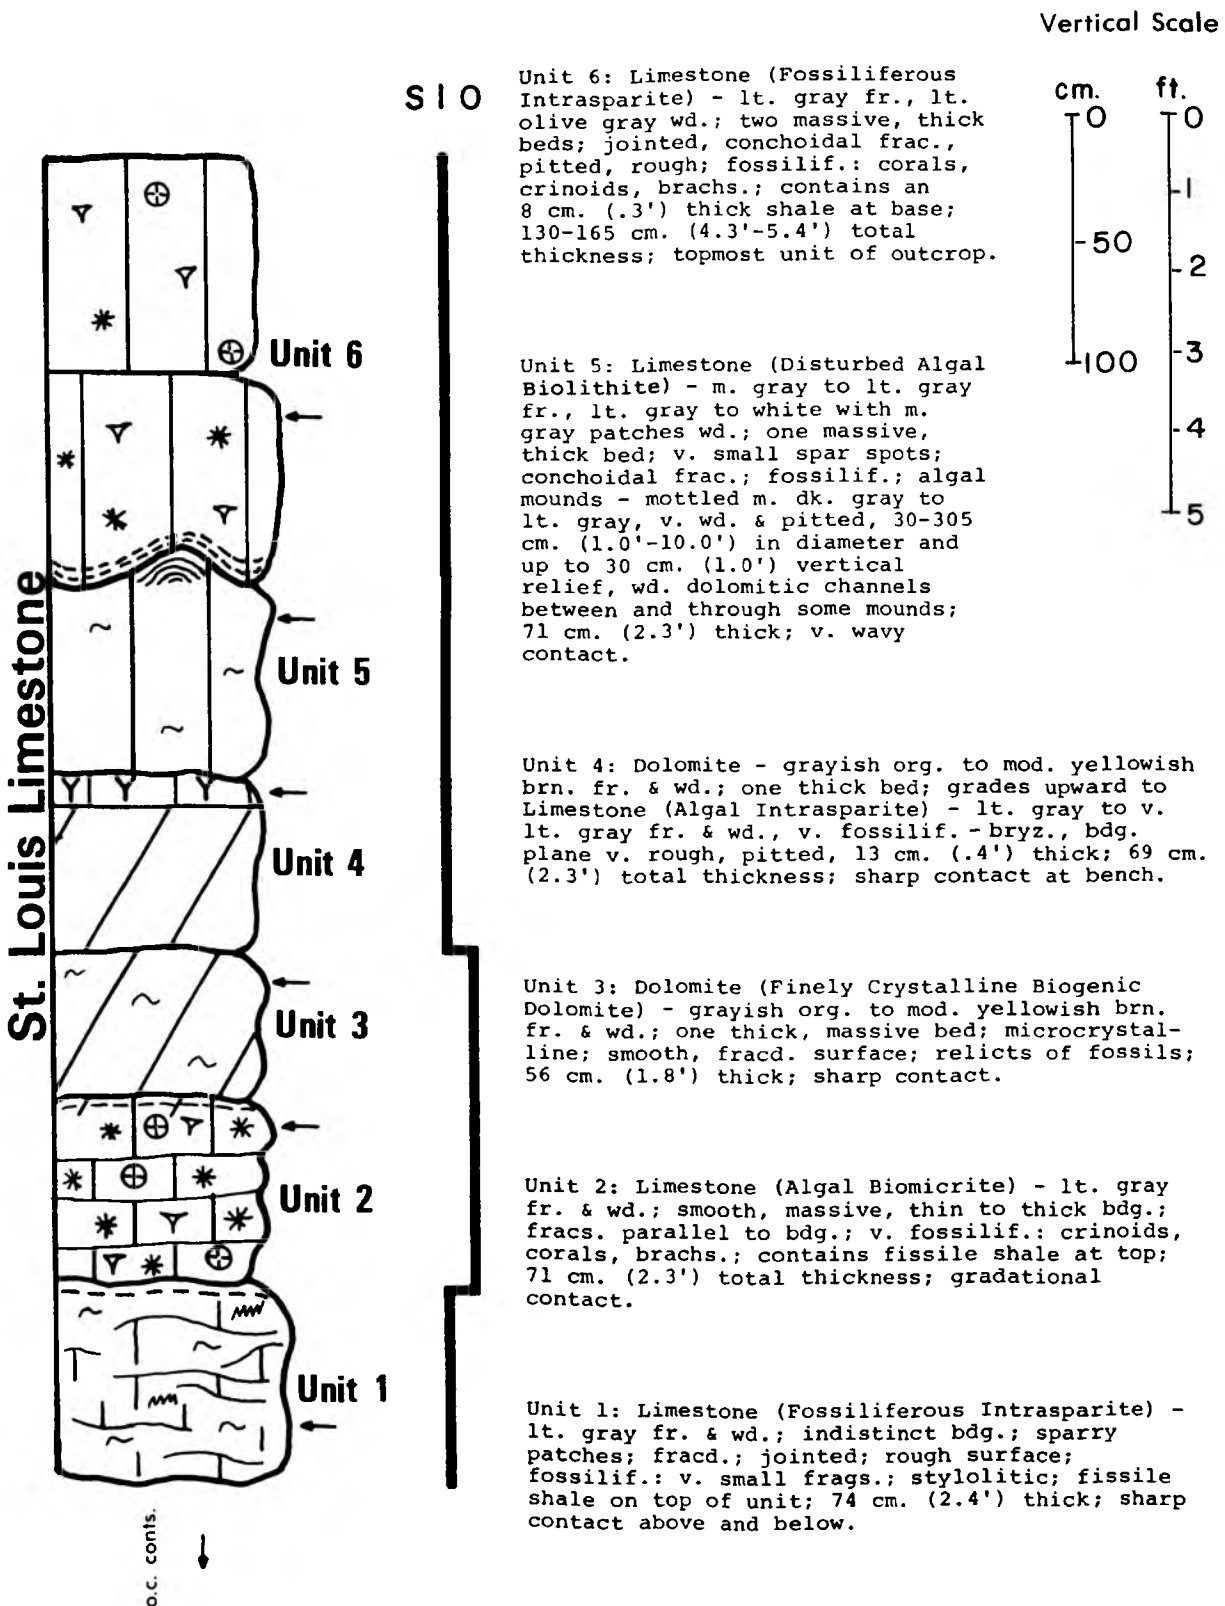 Vertical Scale
cm. ft.
0 0
1
50
2
3
100
4
5
S I O
Unit 6: Limestone (Fossiliferous
Intrasparite) - lt. gray fr., lt.
olive gray wd.; two massive, thick
beds; jointed, conchoidal frac.,
pitted, rough; fossilif.: corals,
crinoids, brachs.; contains an
8 cm. (.3') thick shale at base;
130-165 cm. (4.3'-5.4') total
thickness; topmost unit of outcrop.
Unit 6
Unit 5: Limestone (Disturbed Algal
Biolithite) - m. gray to lt. gray
fr., lt. gray to white with m.
gray patches wd.; one massive,
thick bed; v. small spar spots;
conchoidal frac.; fossilif.; algal
mounds - mottled m. dk. gray to
lt. gray, v. wd. & pitted, 30-305
cm. (1.0'-10.0') in diameter and
up to 30 cm. (1.0') vertical
relief, wd. dolomitic channels
between and through some mounds;
71 cm. (2.3') thick; v. wavy
contact.
Unit 5
St. Louis Limestone
Unit 4: Dolomite - grayish org. to mod. yellowish
brn. fr. & wd.; one thick bed; grades upward to
Limestone (Algal Intrasparite) - lt. gray to v.
lt. gray fr. & wd., v. fossilif. - bryz., bdg.
plane v. rough, pitted, 13 cm. (.4') thick; 69 cm.
(2.3') total thickness; sharp contact at bench.
Unit 4
Unit 3: Dolomite (Finely Crystalline Biogenic
Dolomite) - grayish org. to mod. yellowish brn.
fr. & wd.; one thick, massive bed; microcrystal-
line; smooth, fracd. surface; relicts of fossils;
56 cm. (1.8') thick; sharp contact.
Unit 3
Unit 2: Limestone (Algal Biomicrite) - lt. gray
fr. & wd.; smooth, massive, thin to thick bdg.;
fracs. parallel to bdg.; v. fossilif.: crinoids,
corals, brachs.; contains fissile shale at top;
71 cm. (2.3') total thickness; gradational
contact.
Unit 2
Unit 1: Limestone (Fossiliferous Intrasparite) -
lt. gray fr. & wd.; indistinct bdg.; sparry
patches; fracd.; jointed; rough surface;
fossilif.: v. small frags.; stylolitic; fissile
shale on top of unit; 74 cm. (2.4') thick; sharp
contact above and below.
Unit 1
o.c. conts.